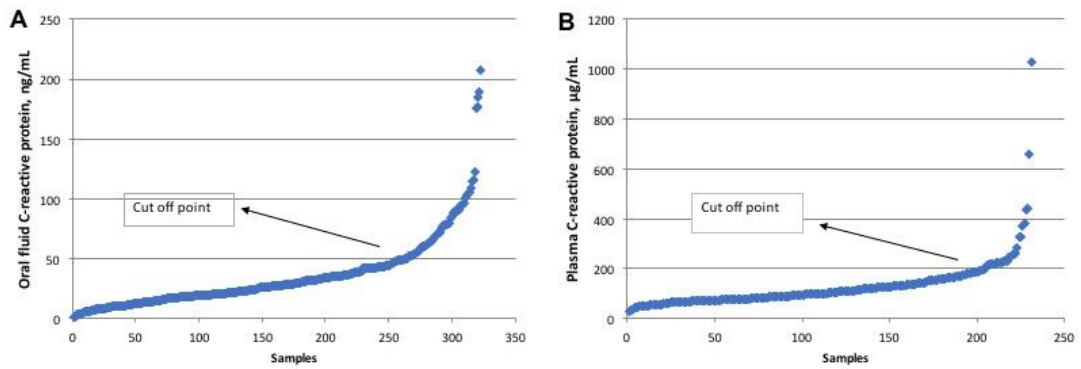 A
Oral fluid C-reactive protein, ng/mL
250
200
150
100
50
0
Cut off point
0 50 100 150 200 250 300 350
Samples
B
Plasma C-reactive protein, µg/mL
1200
1000
800
600
400
200
0
Cut off point
0 50 100 150 200 250
Samples